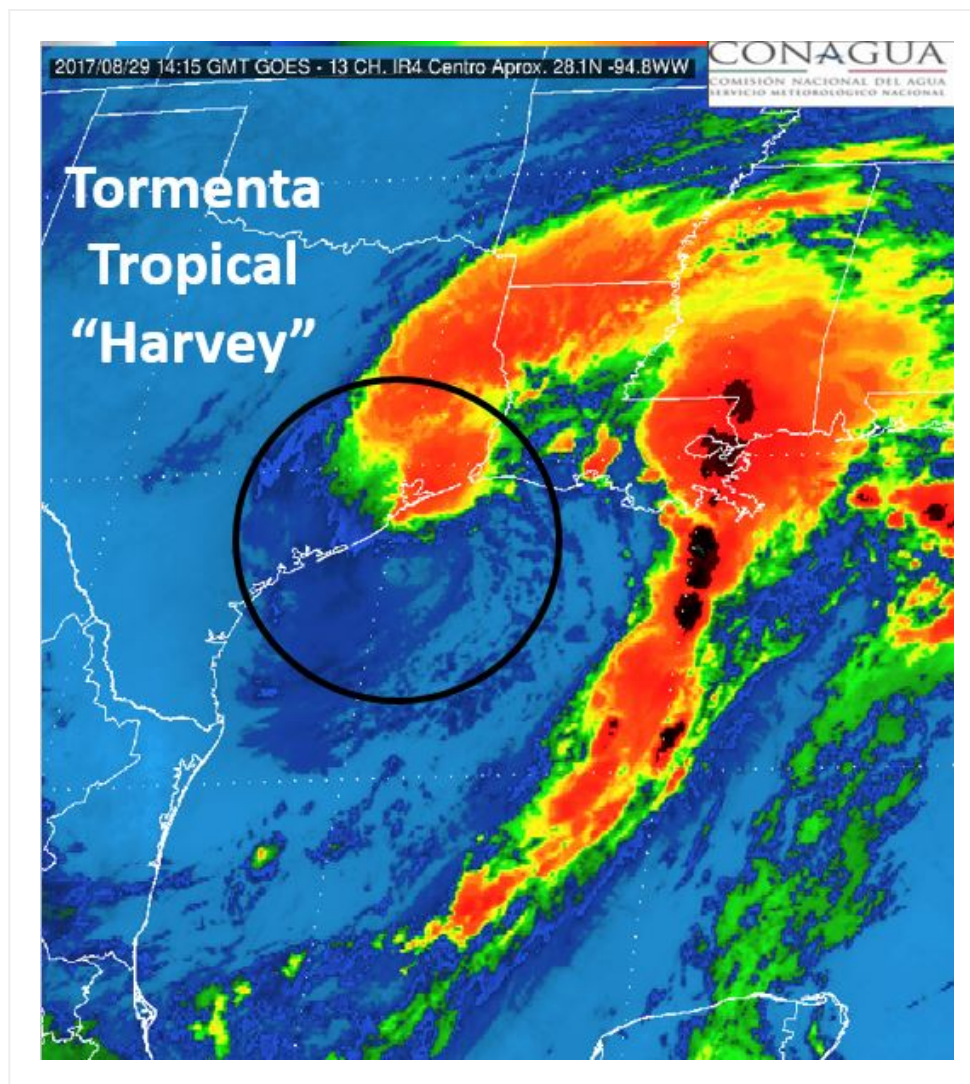 2017/08/29 14:15 GMT GOES - 13 CH. IR4 Centro Aprox. 28.1N -94.8WW
CONAGUA
COMISIÓN NACIONAL DEL AGUA
SERVICIO METEOROLÓGICO NACIONAL
Tormenta
Tropical
“Harvey”